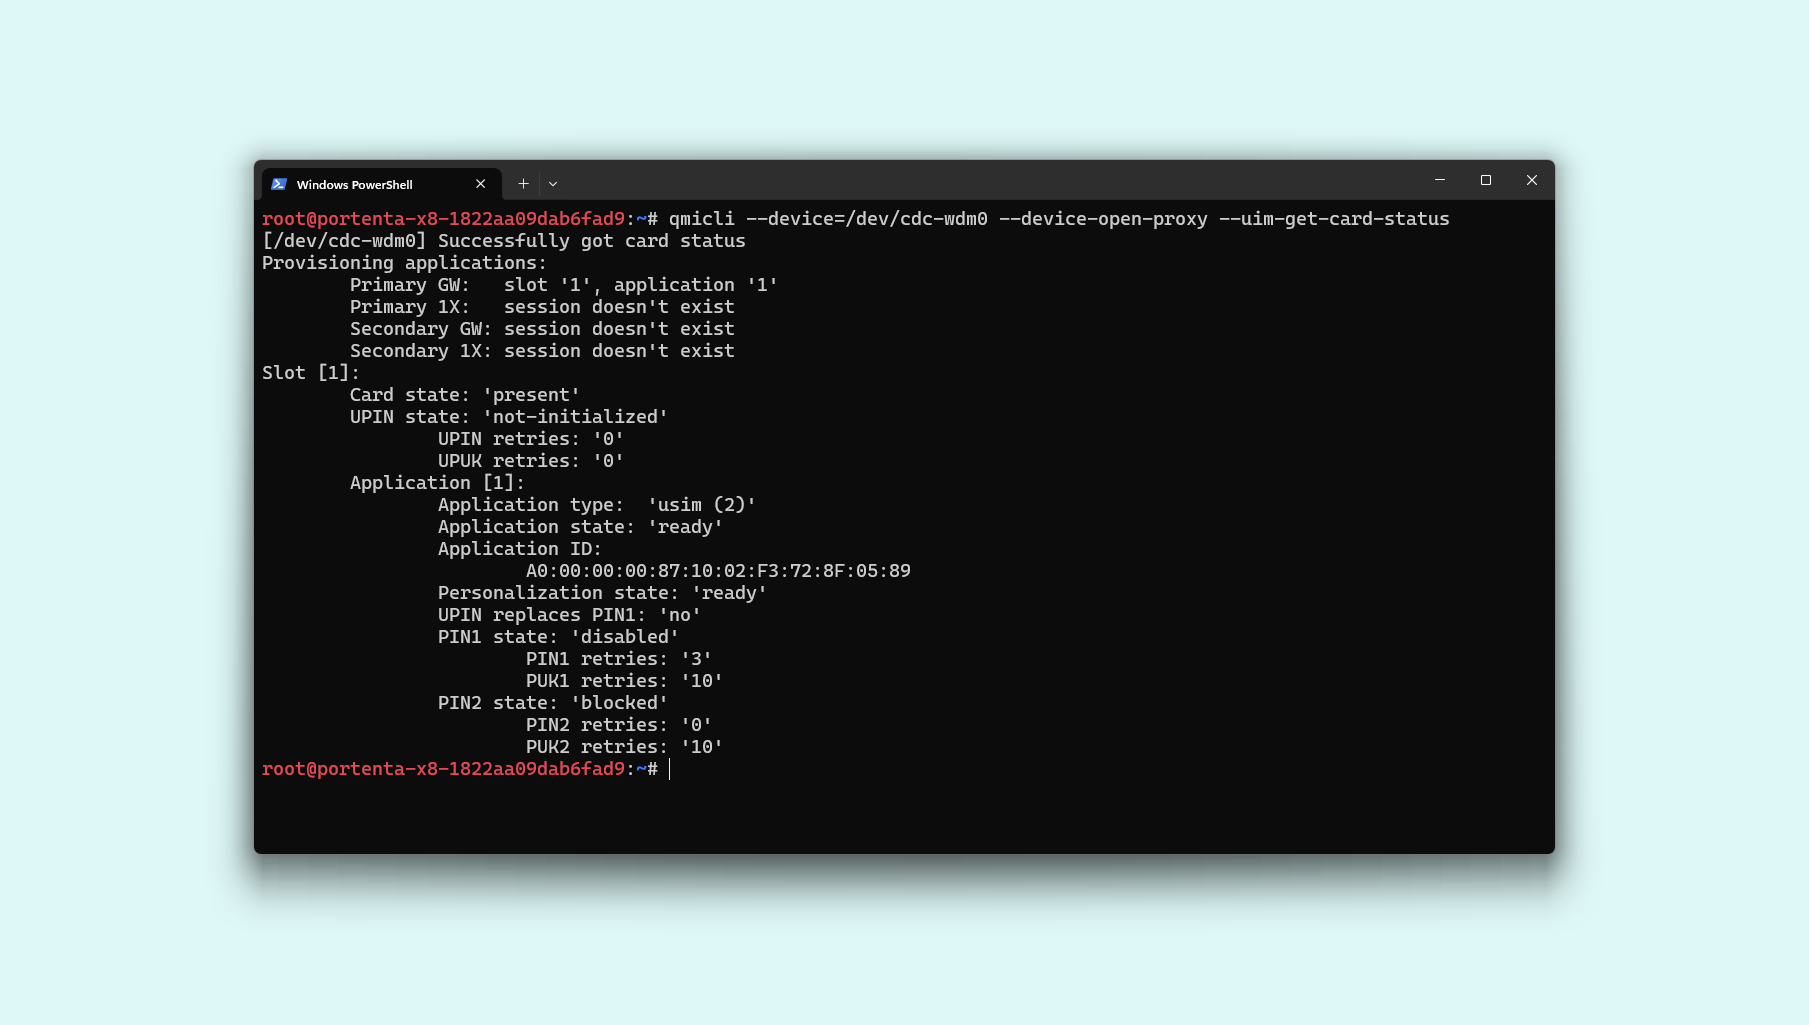 Windows PowerShell
root@portenta-x8-1822aa09dab6fad9:~# qmicli --device=/dev/cdc-wdm0 --device-open-proxy --uim-get-card-status
[/dev/cdc-wdm0] Successfully got card status
Provisioning applications:
        Primary GW:   slot '1', application '1'
        Primary 1X:   session doesn't exist
        Secondary GW: session doesn't exist
        Secondary 1X: session doesn't exist
Slot [1]:
        Card state: 'present'
        UPIN state: 'not-initialized'
                UPIN retries: '0'
                UPUK retries: '0'
        Application [1]:
                Application type:  'usim (2)'
                Application state: 'ready'
                Application ID:
                        A0:00:00:00:87:10:02:F3:72:8F:05:89
                Personalization state: 'ready'
                UPIN replaces PIN1: 'no'
                PIN1 state: 'disabled'
                        PIN1 retries: '3'
                        PUK1 retries: '10'
                PIN2 state: 'blocked'
                        PIN2 retries: '0'
                        PUK2 retries: '10'
root@portenta-x8-1822aa09dab6fad9:~#